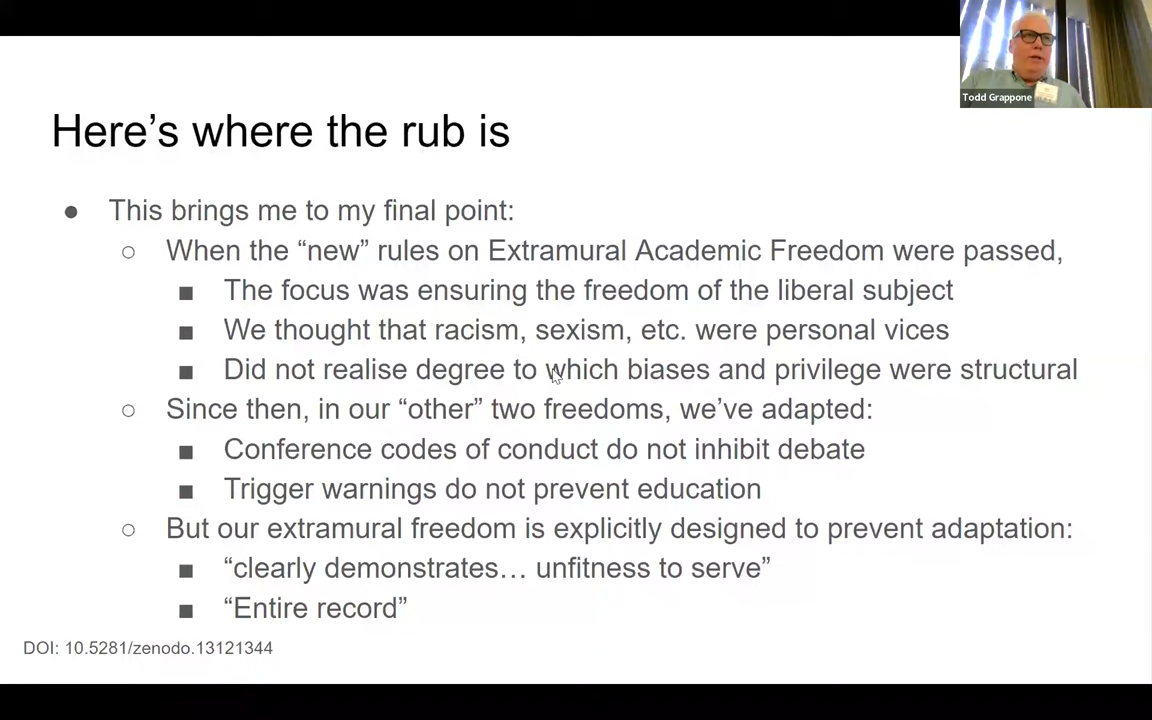 Todd Grappone
Here’s where the rub is
● This brings me to my final point:
○ When the “new” rules on Extramural Academic Freedom were passed,
■ The focus was ensuring the freedom of the liberal subject
■ We thought that racism, sexism, etc. were personal vices
■ Did not realise degree to which biases and privilege were structural
○ Since then, in our “other” two freedoms, we’ve adapted:
■ Conference codes of conduct do not inhibit debate
■ Trigger warnings do not prevent education
○ But our extramural freedom is explicitly designed to prevent adaptation:
■ “clearly demonstrates… unfitness to serve”
■ “Entire record”
DOI: 10.5281/zenodo.13121344